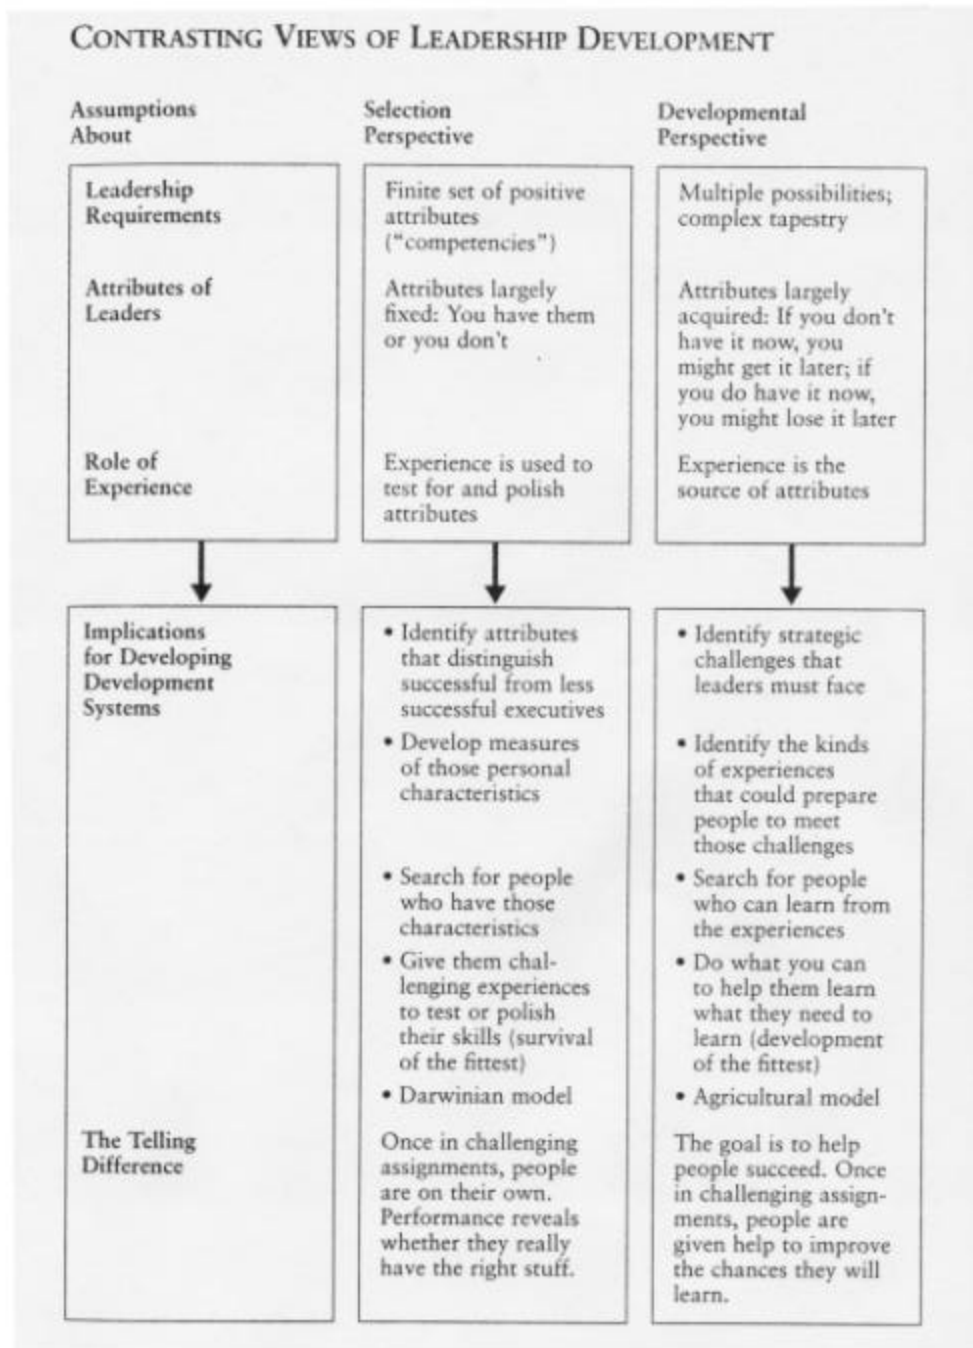 CONTRASTING VIEWS OF LEADERSHIP DEVELOPMENT
Assumptions
About
Selection
Perspective
Developmental
Perspective
Leadership
Requirements
Finite set of positive
attributes
("competencies")
Multiple possibilities;
complex tapestry
Attributes of
Leaders
Attributes largely
fixed: You have them
or you don't
Attributes largely
acquired: If you don't
have it now, you
might get it later; if
you do have it now,
you might lose it later
Role of
Experience
Experience is used to
test for and polish
attributes
Experience is the
source of attributes
Implications
for Developing
Development
Systems
• Identify attributes
that distinguish
successful from less
successful executives
• Develop measures
of those personal
characteristics
• Search for people
who have those
characteristics
• Give them chal-
lenging experiences
to test or polish
their skills (survival
of the fittest)
• Darwinian model
• Identify strategic
challenges that
leaders must face
• Identify the kinds
of experiences
that could prepare
people to meet
those challenges
• Search for people
who can learn from
the experiences
• Do what you can
to help them learn
what they need to
learn (development
of the fittest)
• Agricultural model
The Telling
Difference
Once in challenging
assignments, people
are on their own.
Performance reveals
whether they really
have the right stuff.
The goal is to help
people succeed. Once
in challenging assign-
ments, people are
given help to improve
the chances they will
learn.